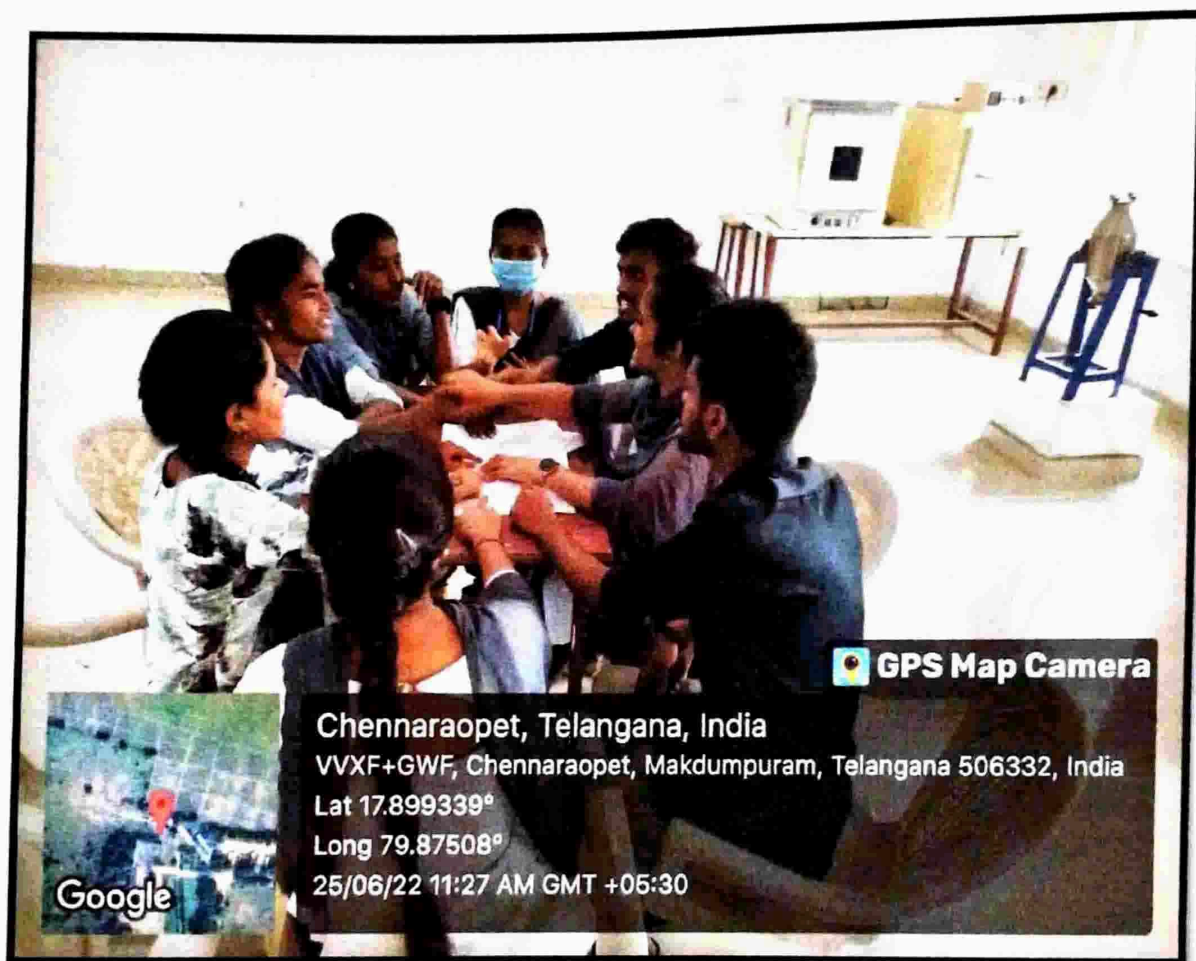 GPS Map Camera
Chennaraopet, Telangana, India
VVXF+GWF, Chennaraopet, Makdumpuram, Telangana 506332, India
Lat 17.899339°
Long 79.87508°
25/06/22 11:27 AM GMT +05:30
Google